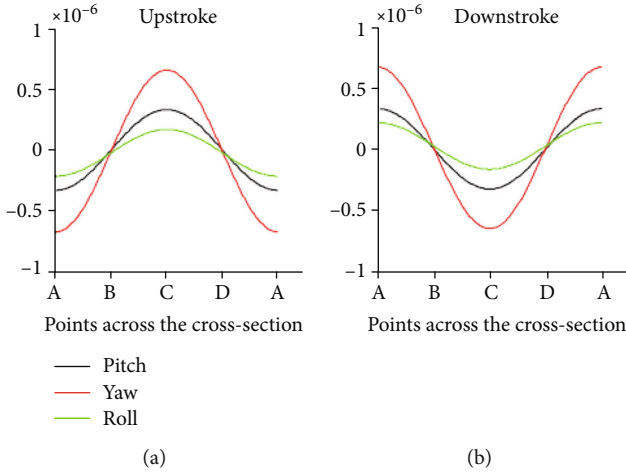 ×10⁻⁶ Upstroke
1
0.5
0
−0.5
−1
A B C D A
Points across the cross-section
×10⁻⁶ Downstroke
1
0.5
0
−0.5
−1
A B C D A
Points across the cross-section
Pitch
Yaw
Roll
(a)
(b)